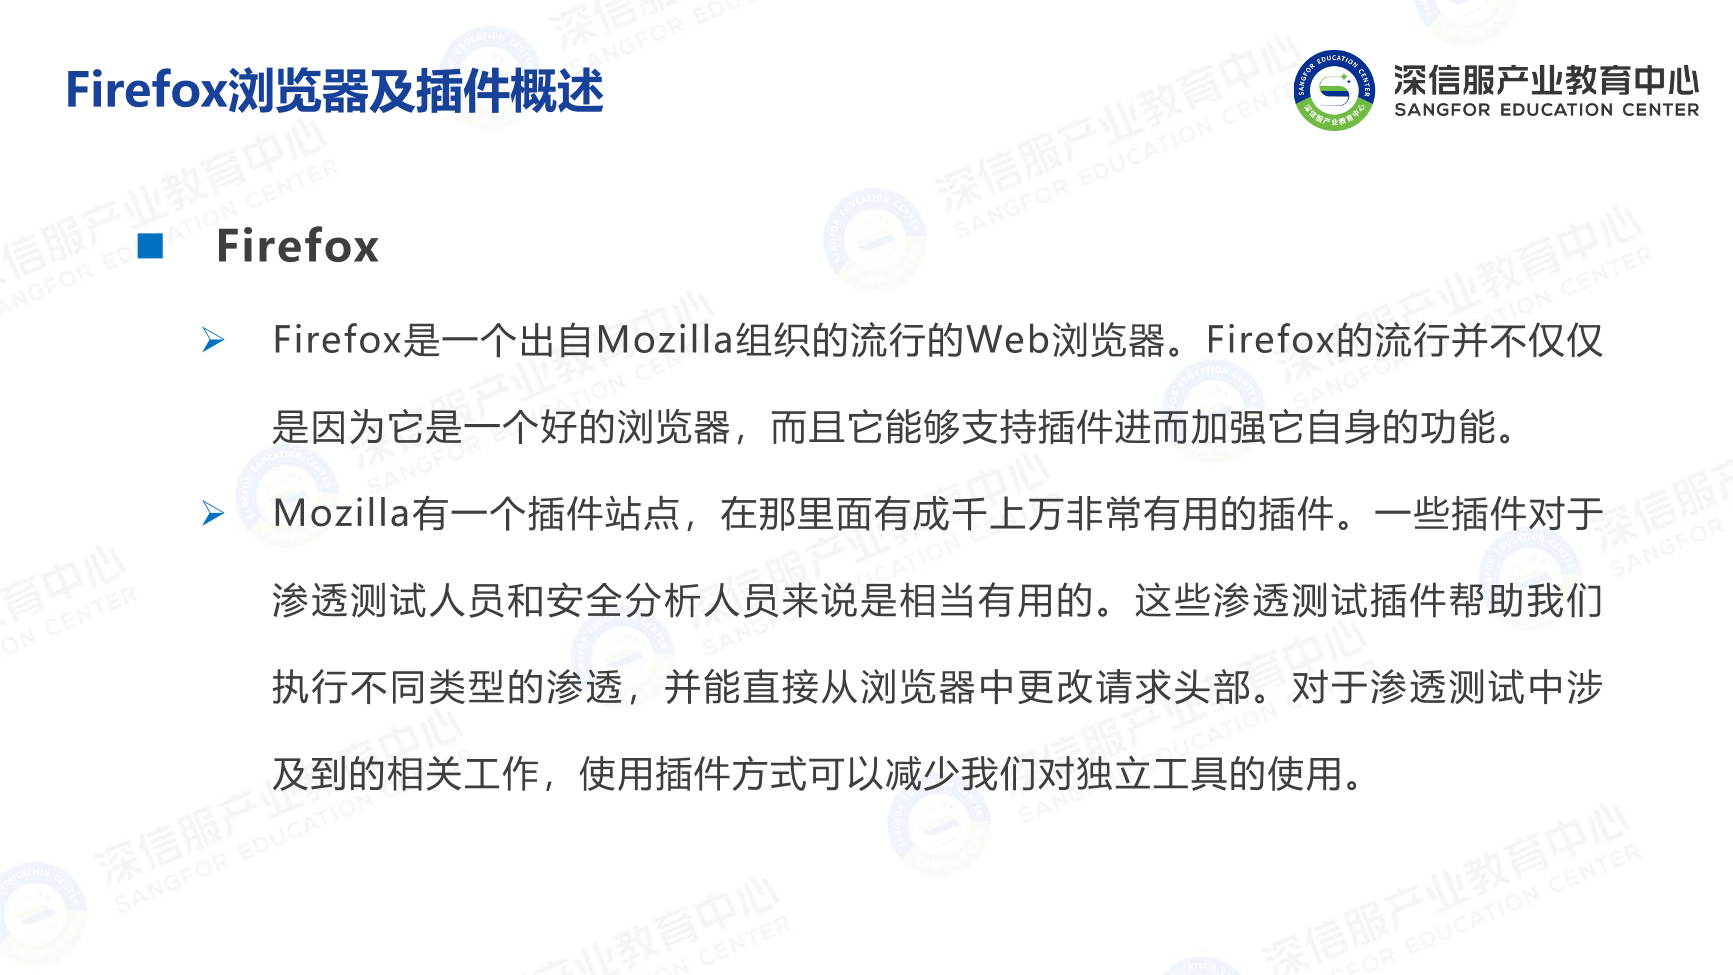 Firefox浏览器及插件概述
深信服产业教育中心
SANGFOR EDUCATION CENTER
Firefox
Firefox是一个出自Mozilla组织的流行的Web浏览器。Firefox的流行并不仅仅
是因为它是一个好的浏览器，而且它能够支持插件进而加强它自身的功能。
Mozilla有一个插件站点，在那里面有成千上万非常有用的插件。一些插件对于
渗透测试人员和安全分析人员来说是相当有用的。这些渗透测试插件帮助我们
执行不同类型的渗透，并能直接从浏览器中更改请求头部。对于渗透测试中涉
及到的相关工作，使用插件方式可以减少我们对独立工具的使用。